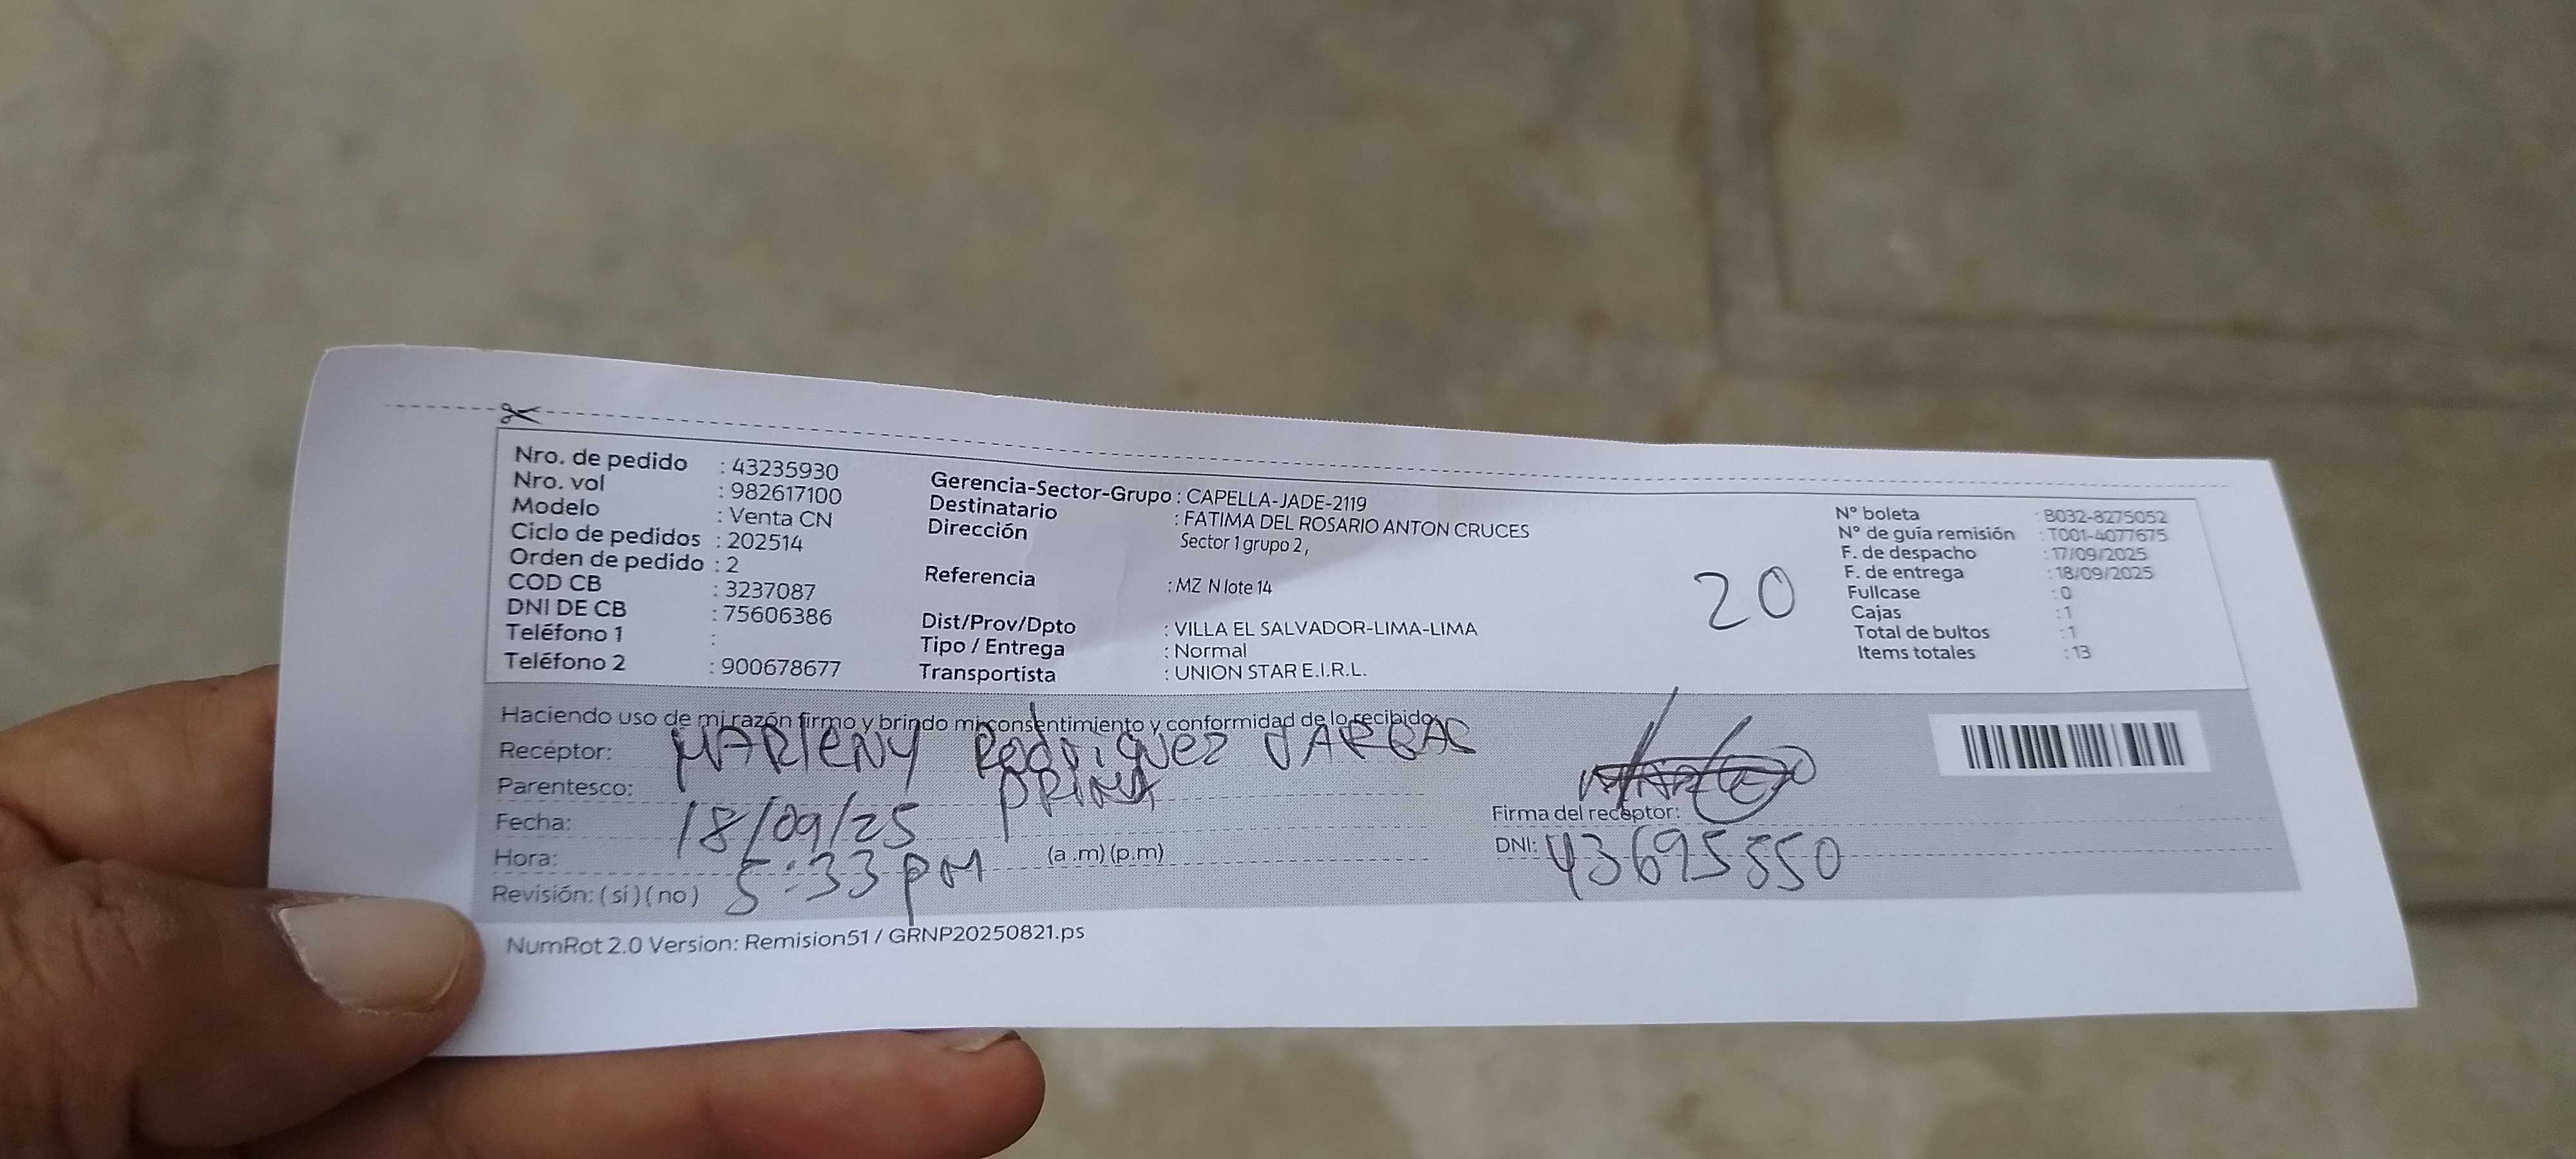 Nro. de pedido : 43235930
Nro. vol : 982617100
Modelo : Venta CN
Ciclo de pedidos : 202514
Orden de pedido : 2
COD CB : 3237087
DNI DE CB : 75606386
Teléfono 1 :
Teléfono 2 : 900678677
Gerencia-Sector-Grupo : CAPELLA-JADE-2119
Destinatario : FATIMA DEL ROSARIO ANTON CRUCES
Dirección Sector 1 grupo 2,
Referencia : MZ N lote 14
Dist/Prov/Dpto : VILLA EL SALVADOR-LIMA-LIMA
Tipo / Entrega : Normal
Transportista : UNION STAR E.I.R.L.
20
N° boleta : B032-8275052
N° de guía remisión : T001-4077675
F. de despacho : 17/09/2025
F. de entrega : 18/09/2025
Fullcase : 0
Cajas : 1
Total de bultos : 1
Items totales : 13
Haciendo uso de mi razón firmo y brindo mi consentimiento y conformidad de lo recibido
Receptor: MARIENY Rodriguez VARGAS
Parentesco: PRIMA
Fecha: 18/09/25
Hora: 5:33 pm (a .m) (p.m)
Revisión: ( si ) ( no )
Firma del receptor:
DNI: 43695550
NumRot 2.0 Version: Remision51 / GRNP20250821.ps